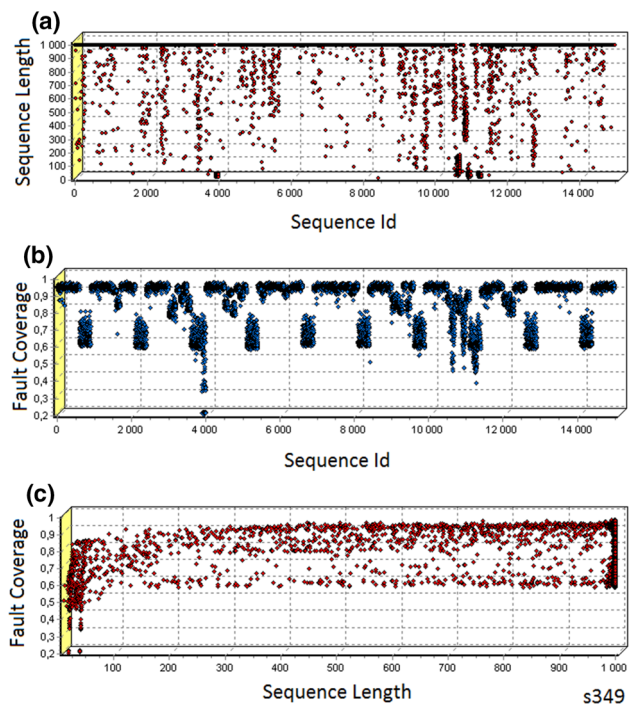 (a)
Sequence Length
1 000
900
800
700
600
500
400
300
200
100
0
0 2 000 4 000 6 000 8 000 10 000 12 000 14 000
Sequence Id
(b)
Fault Coverage
1
0,9
0,8
0,7
0,6
0,5
0,4
0,3
0,2
0 2 000 4 000 6 000 8 000 10 000 12 000 14 000
Sequence Id
(c)
Fault Coverage
1
0,9
0,8
0,7
0,6
0,5
0,4
0,3
0,2
100 200 300 400 500 600 700 800 900 1 000
Sequence Length s349